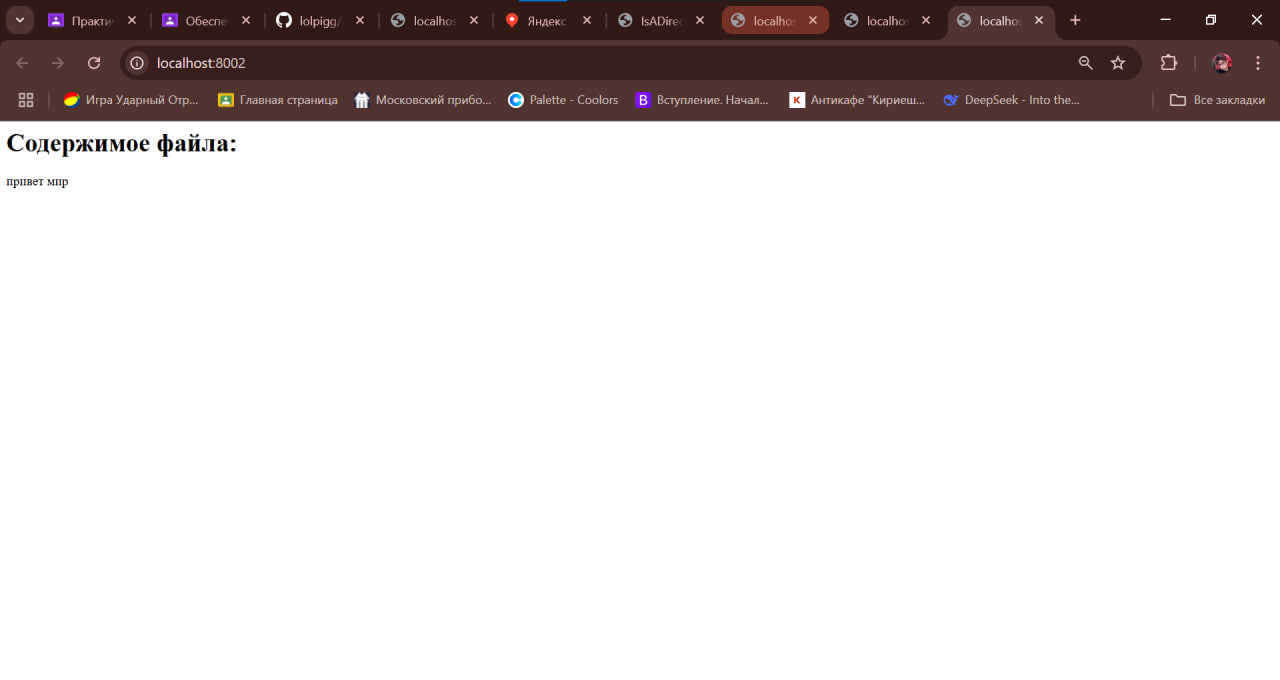 Практи
Обеспе
lolpigg/
localhos
Яндекс
IsADirec
localhos
localhos
localhos
localhost:8002
Игра Ударный Отр...
Главная страница
Московский прибо...
Palette - Coolors
B Вступление. Начал...
K Антикафе "Кириеш...
DeepSeek - Into the...
Все закладки
Содержимое файла:
привет мир